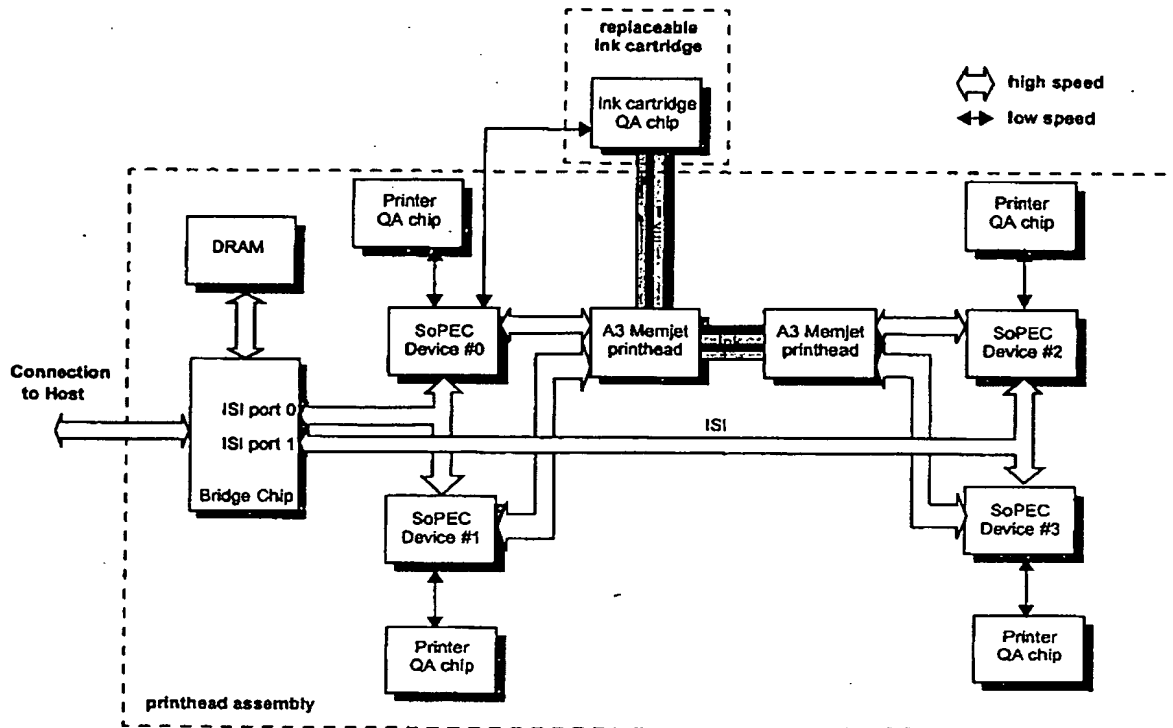 replaceable
ink cartridge
Ink cartridge
QA chip
high speed
low speed
Printer
QA chip
Printer
QA chip
DRAM
SoPEC
Device #0
A3 Memjet
printhead
A3 Memjet
printhead
SoPEC
Device #2
Connection
to Host
ISI port 0
ISI port 1
Bridge Chip
ISI
SoPEC
Device #1
SoPEC
Device #3
Printer
QA chip
Printer
QA chip
printhead assembly